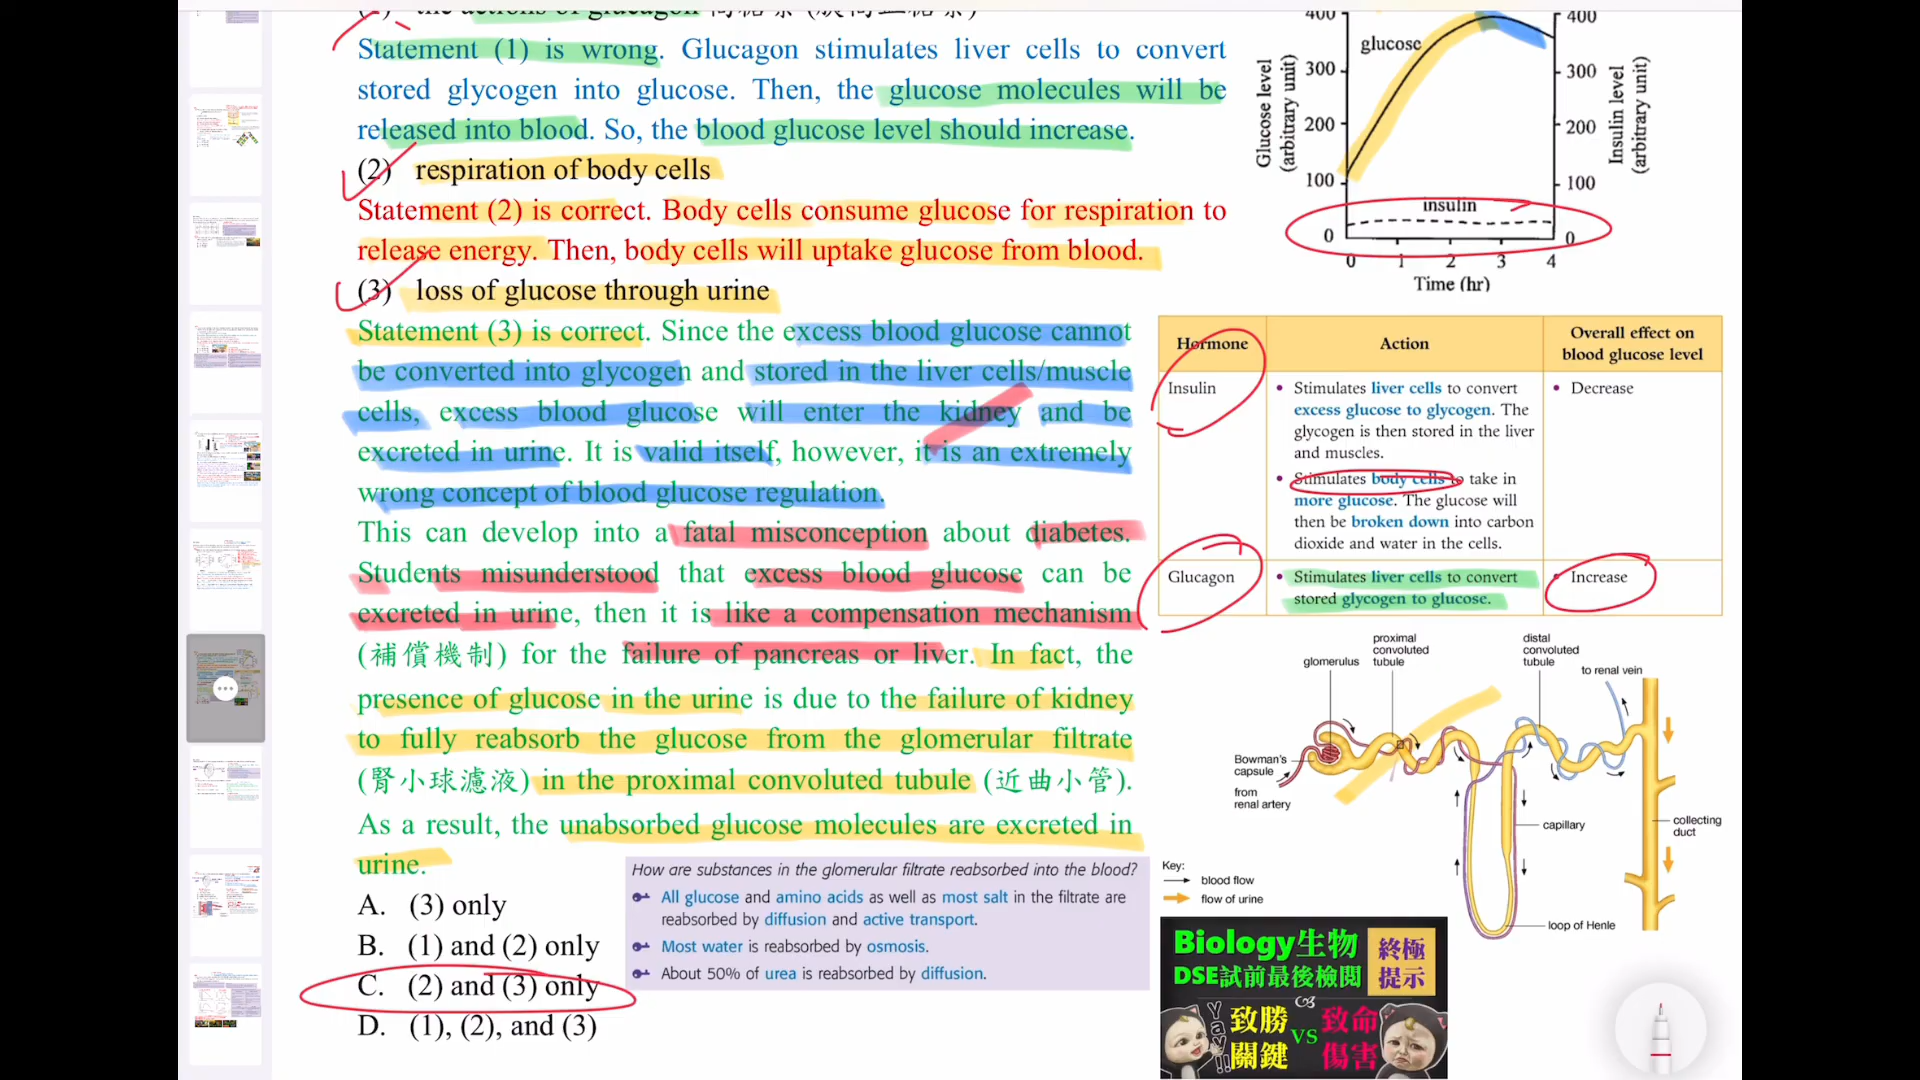 (1) the actions of glucagon 高糖素 (胰高血糖素)
Statement (1) is wrong. Glucagon stimulates liver cells to convert
stored glycogen into glucose. Then, the glucose molecules will be
released into blood. So, the blood glucose level should increase.
(2) respiration of body cells
Statement (2) is correct. Body cells consume glucose for respiration to
release energy. Then, body cells will uptake glucose from blood.
(3) loss of glucose through urine
Statement (3) is correct. Since the excess blood glucose cannot
be converted into glycogen and stored in the liver cells/muscle
cells, excess blood glucose will enter the kidney and be
excreted in urine. It is valid itself, however, it is an extremely
wrong concept of blood glucose regulation.
This can develop into a fatal misconception about diabetes.
Students misunderstood that excess blood glucose can be
excreted in urine, then it is like a compensation mechanism
(補償機制) for the failure of pancreas or liver. In fact, the
presence of glucose in the urine is due to the failure of kidney
to fully reabsorb the glucose from the glomerular filtrate
(腎小球濾液) in the proximal convoluted tubule (近曲小管).
As a result, the unabsorbed glucose molecules are excreted in
urine.
A. (3) only
B. (1) and (2) only
C. (2) and (3) only
D. (1), (2), and (3)
How are substances in the glomerular filtrate reabsorbed into the blood?
All glucose and amino acids as well as most salt in the filtrate are
reabsorbed by diffusion and active transport.
Most water is reabsorbed by osmosis.
About 50% of urea is reabsorbed by diffusion.
Glucose level
(arbitrary unit)
400
300
200
100
0
glucose
insulin
400
300
200
100
0
Insulin level
(arbitrary unit)
0 1 2 3 4
Time (hr)
Hormone
Action
Overall effect on
blood glucose level
Insulin
• Stimulates liver cells to convert
excess glucose to glycogen. The
glycogen is then stored in the liver
and muscles.
• Stimulates body cells to take in
more glucose. The glucose will
then be broken down into carbon
dioxide and water in the cells.
• Decrease
Glucagon
• Stimulates liver cells to convert
stored glycogen to glucose.
• Increase
glomerulus
proximal
convoluted
tubule
distal
convoluted
tubule
to renal vein
Bowman's
capsule
from
renal artery
capillary
collecting
duct
loop of Henle
Key:
blood flow
flow of urine
Biology生物
DSE試前最後檢閱
終極
提示
Yay!!
致勝
關鍵
VS
致命
傷害